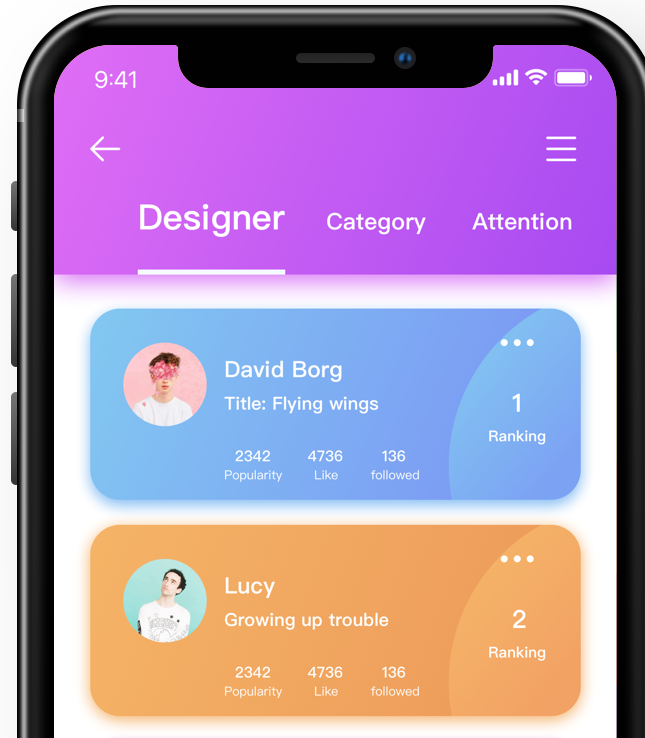 9:41
Designer Category Attention
David Borg
Title: Flying wings
2342 4736 136
Popularity Like followed
1
Ranking
Lucy
Growing up trouble
2342 4736 136
Popularity Like followed
2
Ranking